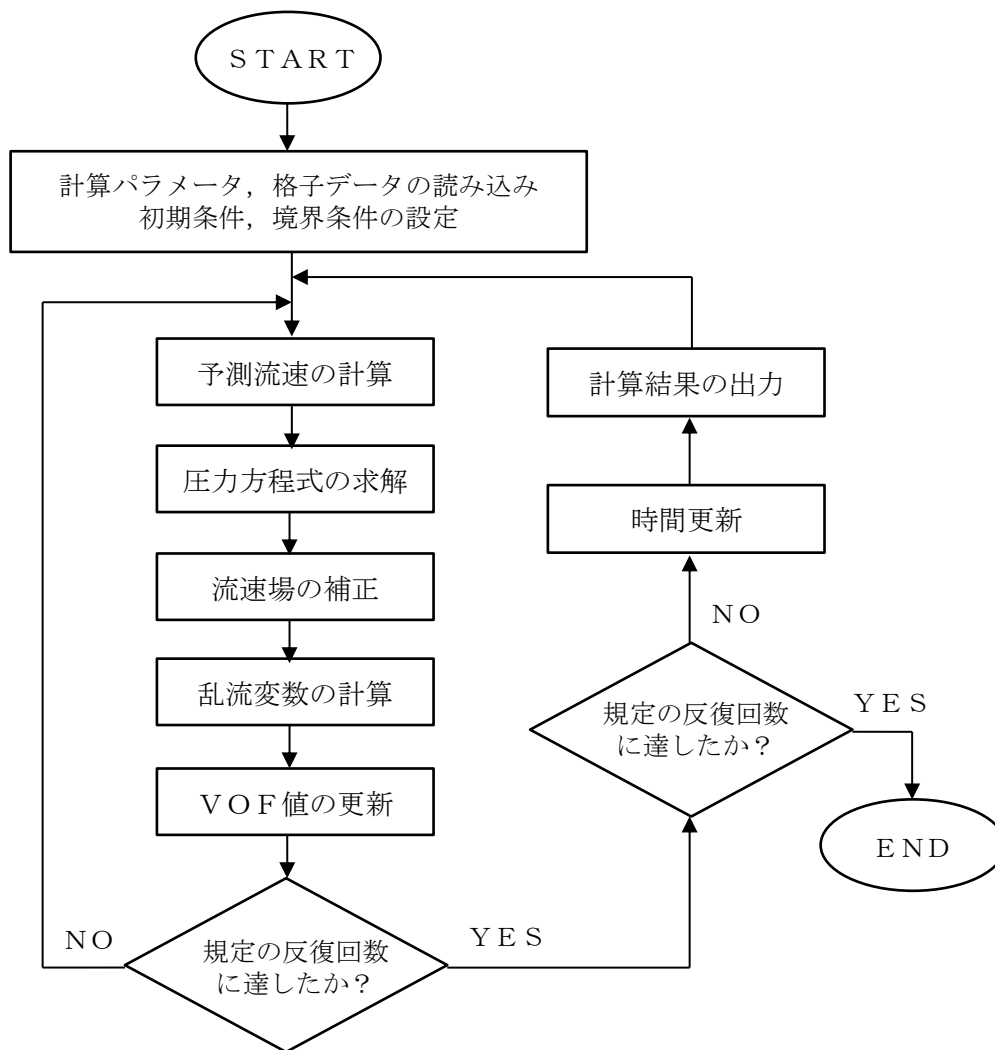 ＳＴＡＲＴ
計算パラメータ，格子データの読み込み
初期条件，境界条件の設定
予測流速の計算
圧力方程式の求解
流速場の補正
乱流変数の計算
ＶＯＦ値の更新
規定の反復回数
に達したか？
ＮＯ
ＹＥＳ
規定の反復回数
に達したか？
ＮＯ
ＹＥＳ
時間更新
計算結果の出力
ＥＮＤ